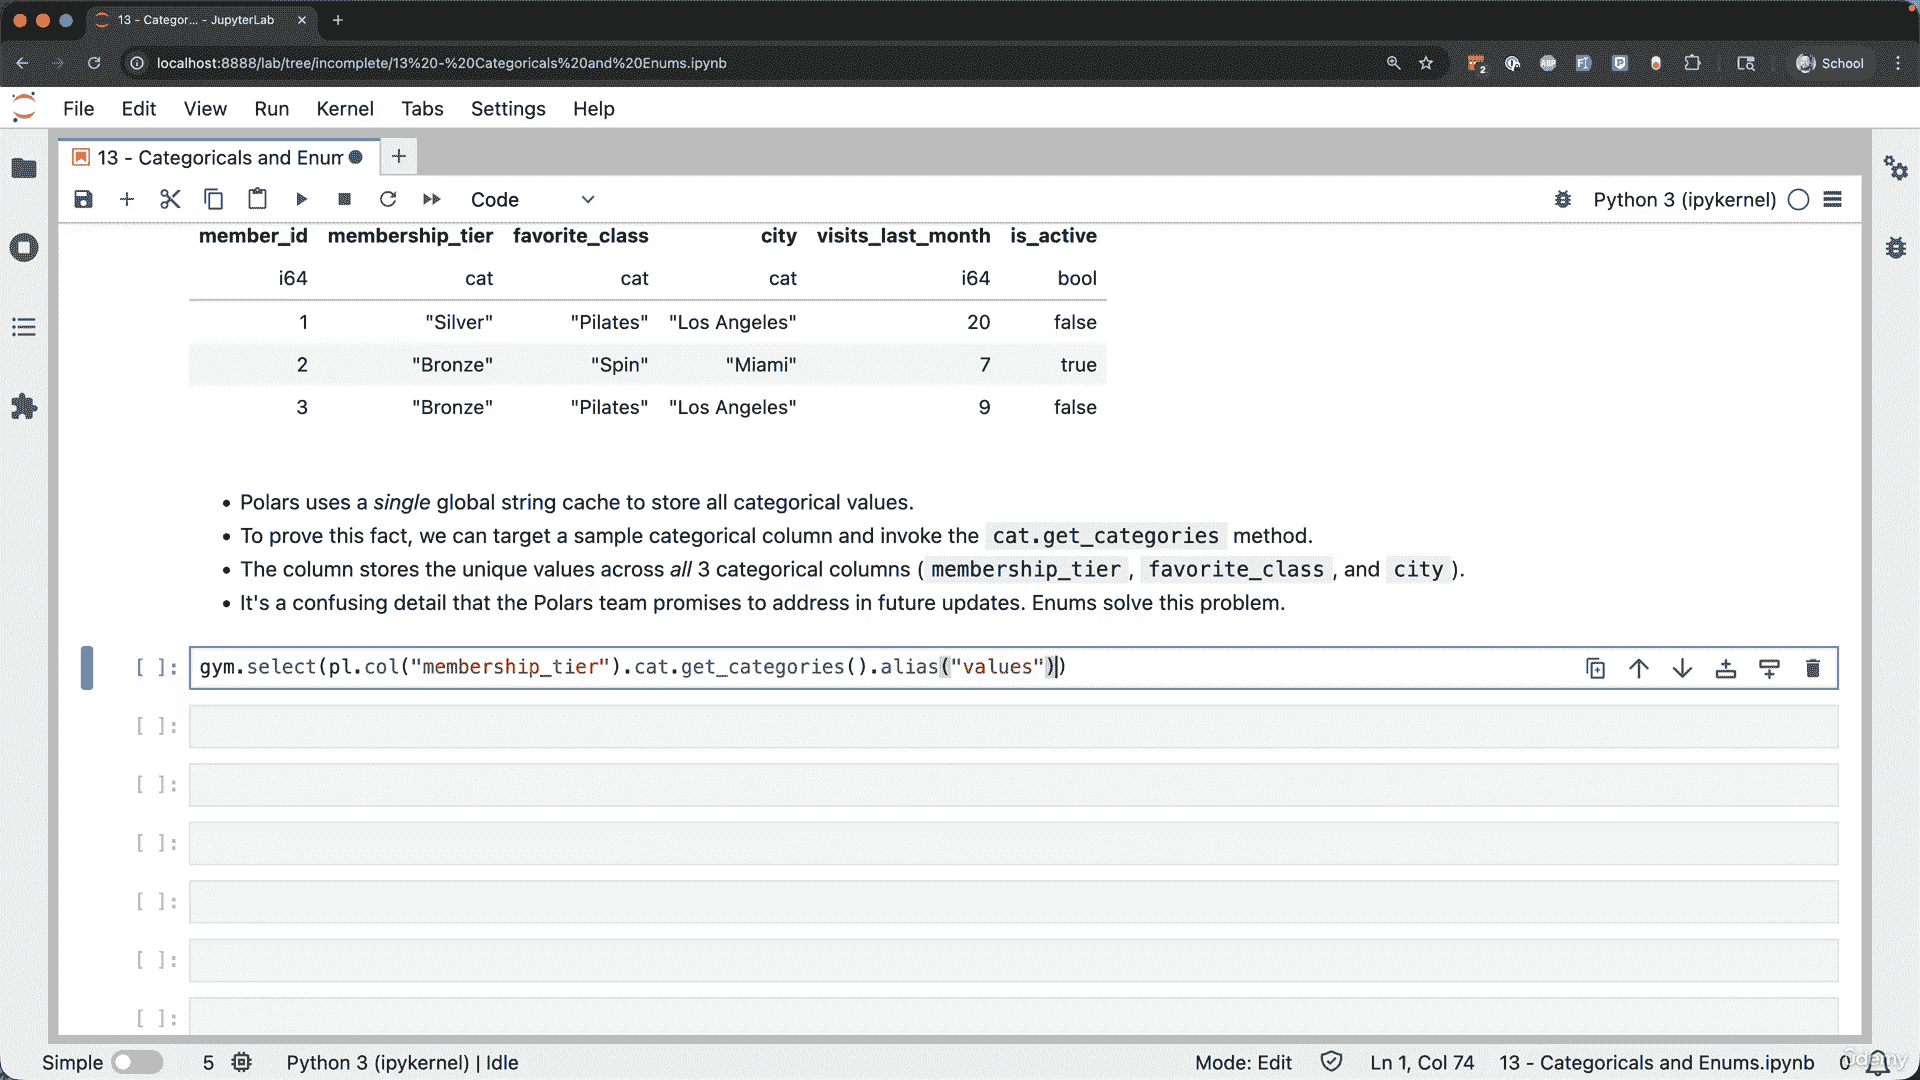 13 - Categor... - JupyterLab
localhost:8888/lab/tree/incomplete/13%20-%20Categoricals%20and%20Enums.ipynb
2
ABP
School
File Edit View Run Kernel Tabs Settings Help
13 - Categoricals and Enum
Code
Python 3 (ipykernel)
member_id membership_tier favorite_class city visits_last_month is_active
i64 cat cat cat i64 bool
1 "Silver" "Pilates" "Los Angeles" 20 false
2 "Bronze" "Spin" "Miami" 7 true
3 "Bronze" "Pilates" "Los Angeles" 9 false
• Polars uses a single global string cache to store all categorical values.
• To prove this fact, we can target a sample categorical column and invoke the cat.get_categories method.
• The column stores the unique values across all 3 categorical columns ( membership_tier , favorite_class , and city ).
• It's a confusing detail that the Polars team promises to address in future updates. Enums solve this problem.
[ ]: gym.select(pl.col("membership_tier").cat.get_categories().alias("values"))
[ ]:
[ ]:
[ ]:
[ ]:
[ ]:
[ ]:
Simple 5 Python 3 (ipykernel) | Idle Mode: Edit Ln 1, Col 74 13 - Categoricals and Enums.ipynb 0
udemy